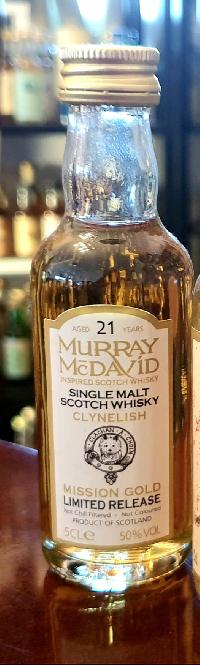 AGED 21 YEARS
MURRAY
McDAVID
INSPIRED SCOTCH WHISKY
SINGLE MALT
SCOTCH WHISKY
CLYNELISH
MISSION GOLD
LIMITED RELEASE
Not Chill Filtered - Not Coloured
PRODUCT OF SCOTLAND
5CL e 50% VOL